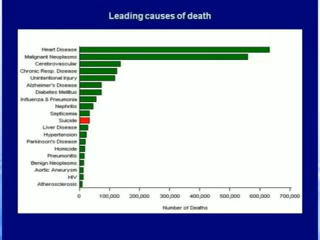 Leading causes of death
Heart Disease
Malignant Neoplasms
Cerebrovascular
Chronic Resp. Disease
Unintentional Injury
Alzheimer's Disease
Diabetes Mellitus
Influenza & Pneumonia
Nephritis
Septicemia
Suicide
Liver Disease
Hypertension
Parkinson's Disease
Homicide
Pneumonitis
Benign Neoplasms
Aortic Aneurysm
HIV
Atherosclerosis
0 100,000 200,000 300,000 400,000 500,000 600,000 700,000
Number of Deaths